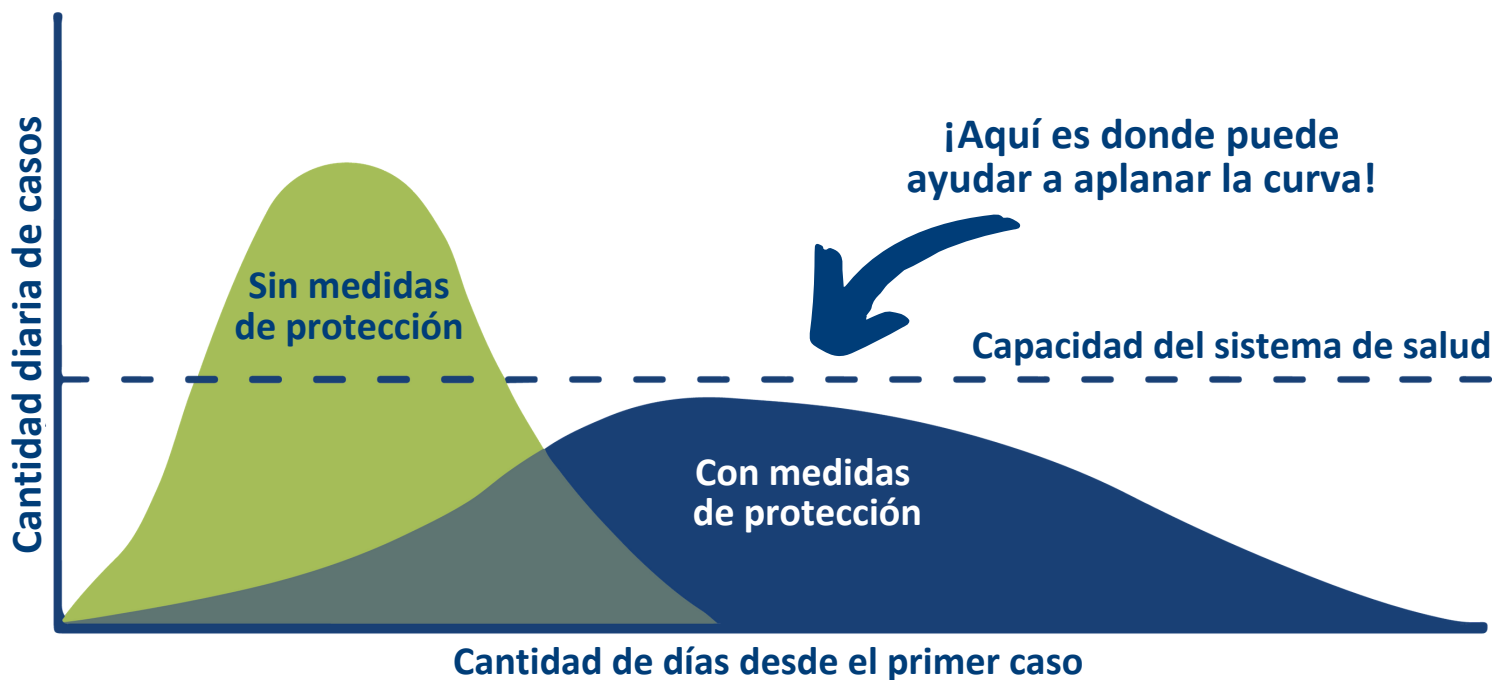 Cantidad diaria de casos
¡Aquí es donde puede
ayudar a aplanar la curva!
Sin medidas
de protección
Capacidad del sistema de salud
Con medidas
de protección
Cantidad de días desde el primer caso